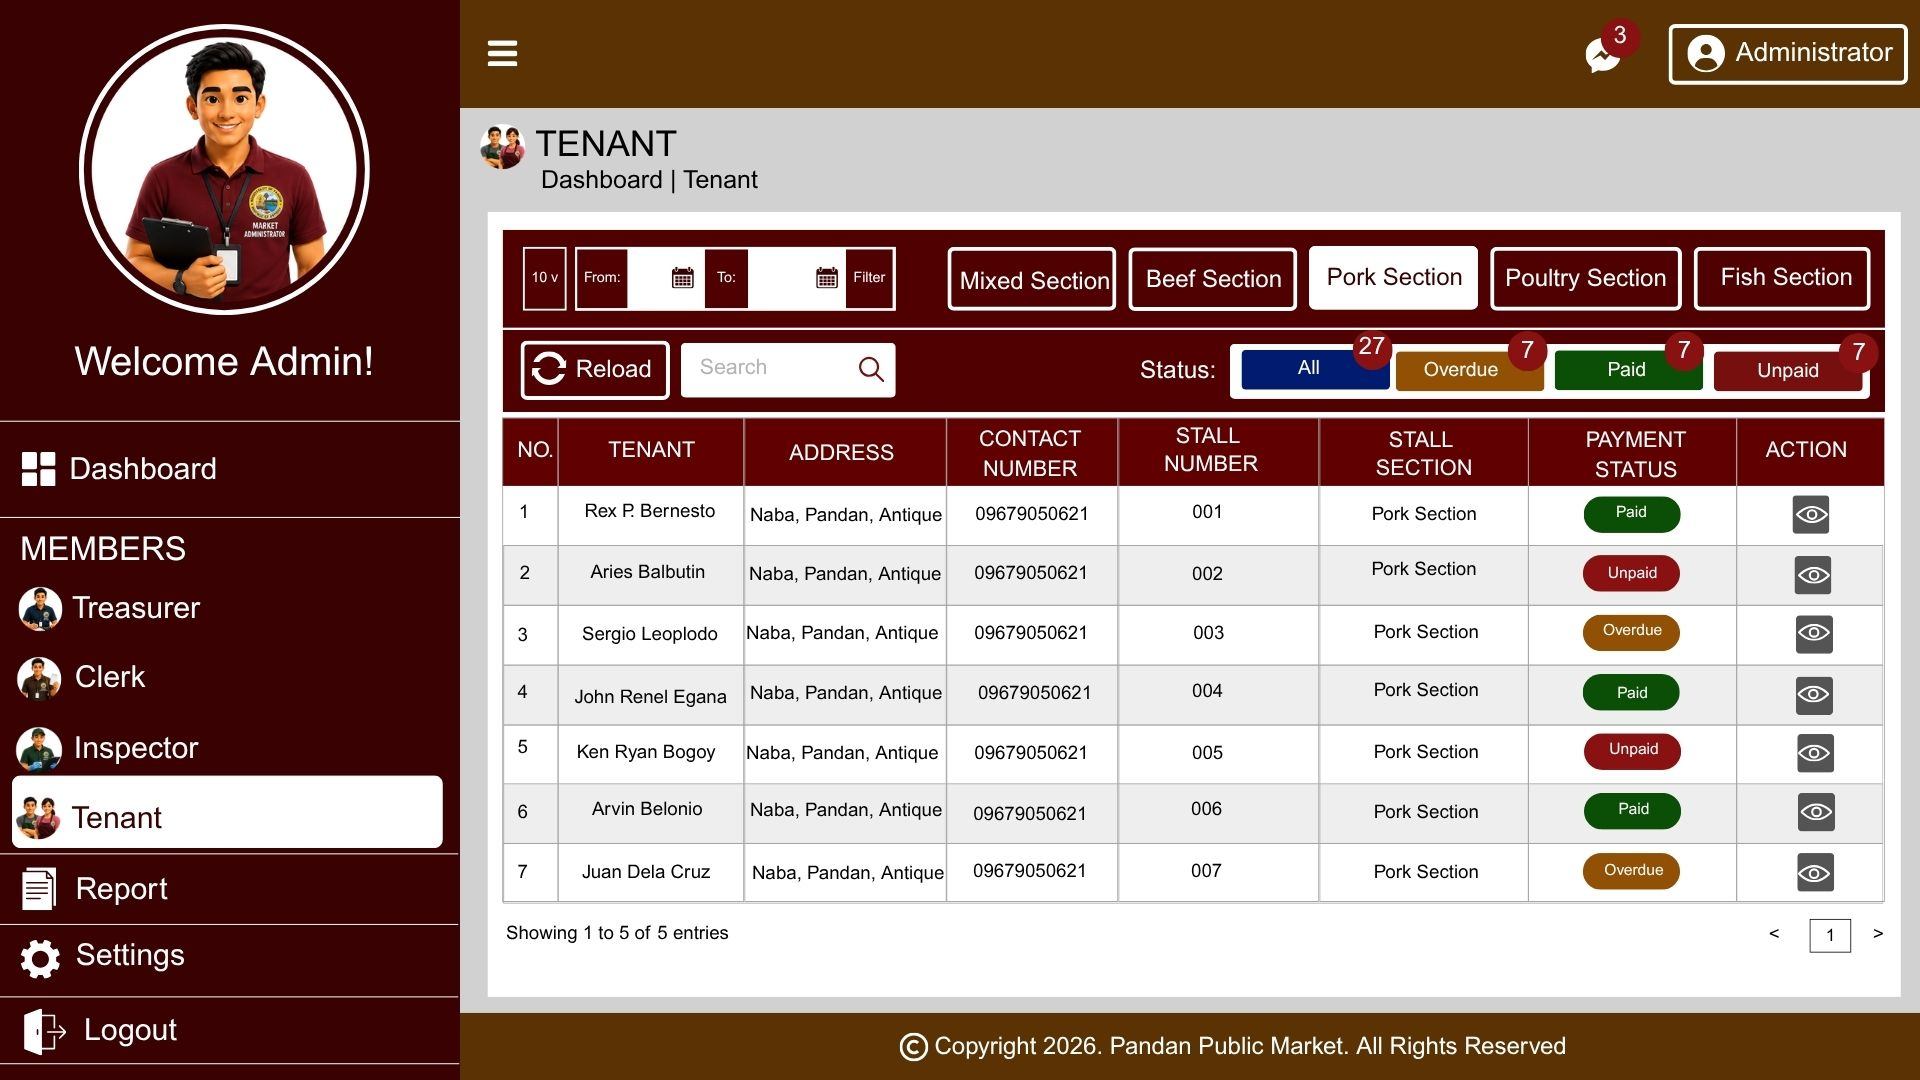 MARKET
ADMINISTRATOR
Welcome Admin!
Dashboard
MEMBERS
Treasurer
Clerk
Inspector
Tenant
Report
Settings
Logout
3
Administrator
TENANT
Dashboard | Tenant
10 v From: To: Filter
Mixed Section Beef Section Pork Section Poultry Section Fish Section
Reload Search Status: All 27 Overdue 7 Paid 7 Unpaid 7
NO. TENANT ADDRESS CONTACT NUMBER STALL NUMBER STALL SECTION PAYMENT STATUS ACTION
1 Rex P. Bernesto Naba, Pandan, Antique 09679050621 001 Pork Section Paid
2 Aries Balbutin Naba, Pandan, Antique 09679050621 002 Pork Section Unpaid
3 Sergio Leoplodo Naba, Pandan, Antique 09679050621 003 Pork Section Overdue
4 John Renel Egana Naba, Pandan, Antique 09679050621 004 Pork Section Paid
5 Ken Ryan Bogoy Naba, Pandan, Antique 09679050621 005 Pork Section Unpaid
6 Arvin Belonio Naba, Pandan, Antique 09679050621 006 Pork Section Paid
7 Juan Dela Cruz Naba, Pandan, Antique 09679050621 007 Pork Section Overdue
Showing 1 to 5 of 5 entries < 1 >
© Copyright 2026. Pandan Public Market. All Rights Reserved